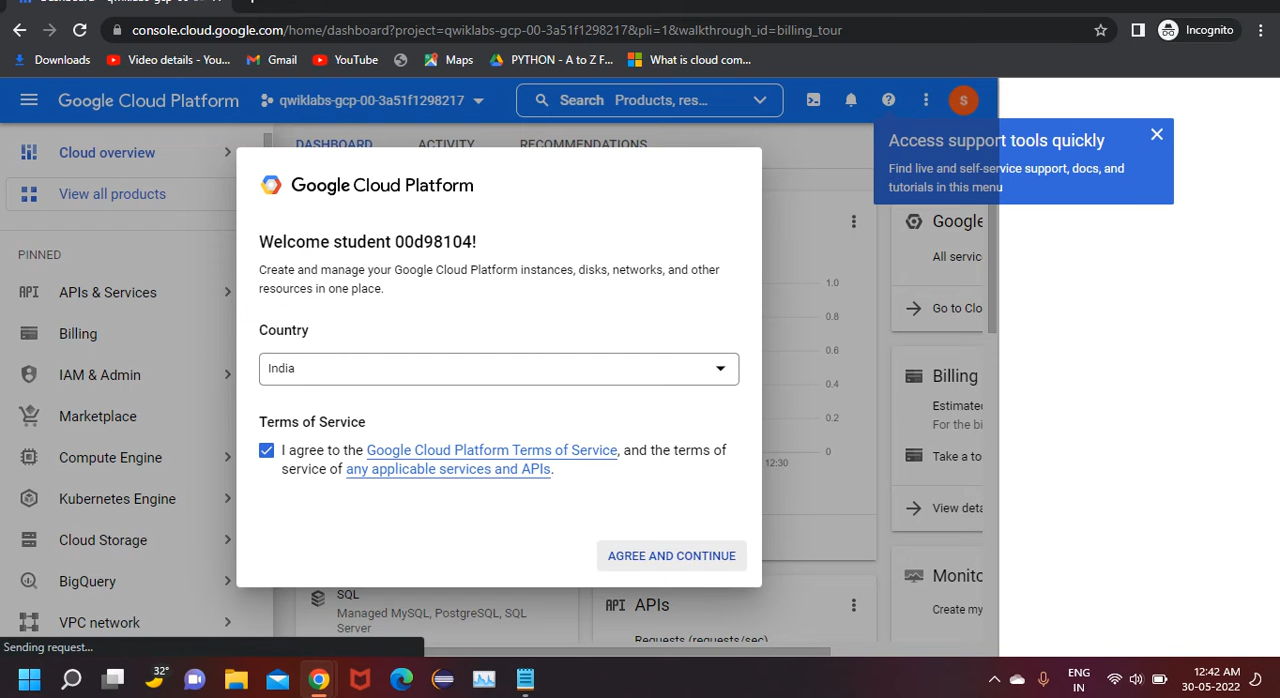 console.cloud.google.com/home/dashboard?project=qwiklabs-gcp-00-3a51f1298217&pli=1&walkthrough_id=billing_tour
Incognito
Downloads
Video details - You...
Gmail
YouTube
Maps
PYTHON - A to Z F...
What is cloud com...
Google Cloud Platform
qwiklabs-gcp-00-3a51f1298217
Search Products, res...
S
Access support tools quickly
Find live and self-service support, docs, and
tutorials in this menu
Cloud overview
View all products
PINNED
API APIs & Services
Billing
IAM & Admin
Marketplace
Compute Engine
Kubernetes Engine
Cloud Storage
BigQuery
VPC network
Sending request...
DASHBOARD
ACTIVITY
RECOMMENDATIONS
Google Cloud Platform
Welcome student 00d98104!
Create and manage your Google Cloud Platform instances, disks, networks, and other
resources in one place.
Country
India
Terms of Service
I agree to the Google Cloud Platform Terms of Service, and the terms of
service of any applicable services and APIs.
AGREE AND CONTINUE
1.0
0.8
0.6
0.4
0.2
0
12:30
SQL
Managed MySQL, PostgreSQL, SQL
Server
API APIs
Requests (requests/sec)
Google
All servic
Go to Clo
Billing
Estimated
For the bi
Take a to
View deta
Monito
Create my
32°
ENG
IN
12:42 AM
30-05-2022